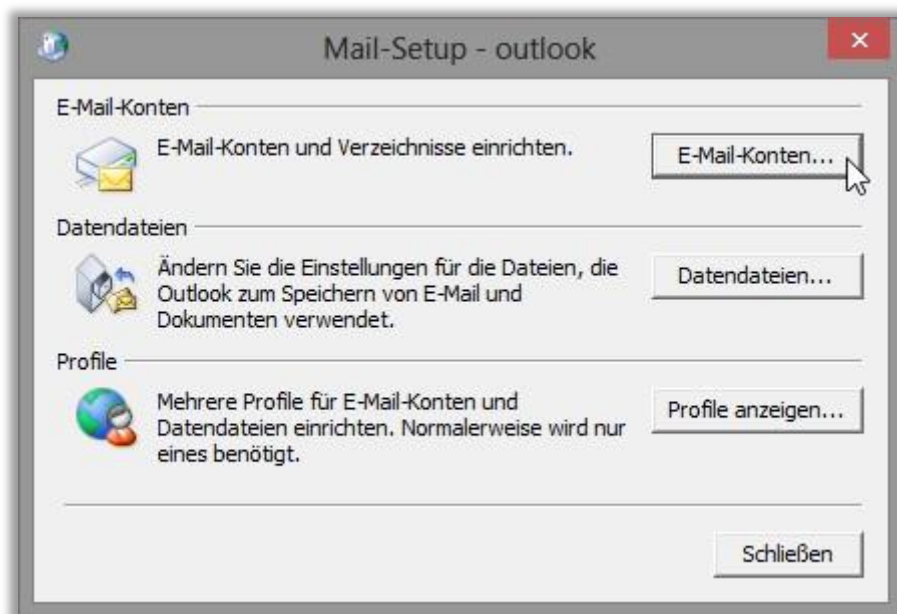 Mail-Setup - outlook
E-Mail-Konten
E-Mail-Konten und Verzeichnisse einrichten.
E-Mail-Konten...
Datendateien
Ändern Sie die Einstellungen für die Dateien, die
Outlook zum Speichern von E-Mail und
Dokumenten verwendet.
Datendateien...
Profile
Mehrere Profile für E-Mail-Konten und
Datendateien einrichten. Normalerweise wird nur
eines benötigt.
Profile anzeigen...
Schließen